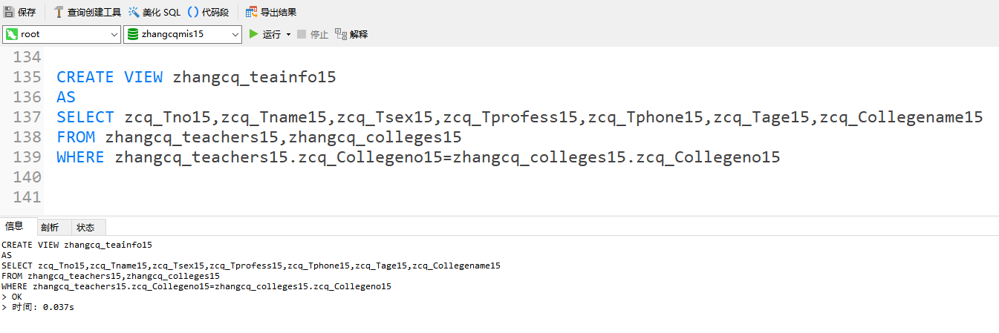 保存 查询创建工具 美化 SQL 代码段 导出结果
root zhangcqmis15 运行 停止 解释
134
135 CREATE VIEW zhangcq_teainfo15
136 AS
137 SELECT zcq_Tno15,zcq_Tname15,zcq_Tsex15,zcq_Tprofess15,zcq_Tphone15,zcq_Tage15,zcq_Collegename15
138 FROM zhangcq_teachers15,zhangcq_colleges15
139 WHERE zhangcq_teachers15.zcq_Collegeno15=zhangcq_colleges15.zcq_Collegeno15
140
141
信息 剖析 状态
CREATE VIEW zhangcq_teainfo15
AS
SELECT zcq_Tno15,zcq_Tname15,zcq_Tsex15,zcq_Tprofess15,zcq_Tphone15,zcq_Tage15,zcq_Collegename15
FROM zhangcq_teachers15,zhangcq_colleges15
WHERE zhangcq_teachers15.zcq_Collegeno15=zhangcq_colleges15.zcq_Collegeno15
> OK
> 时间: 0.037s